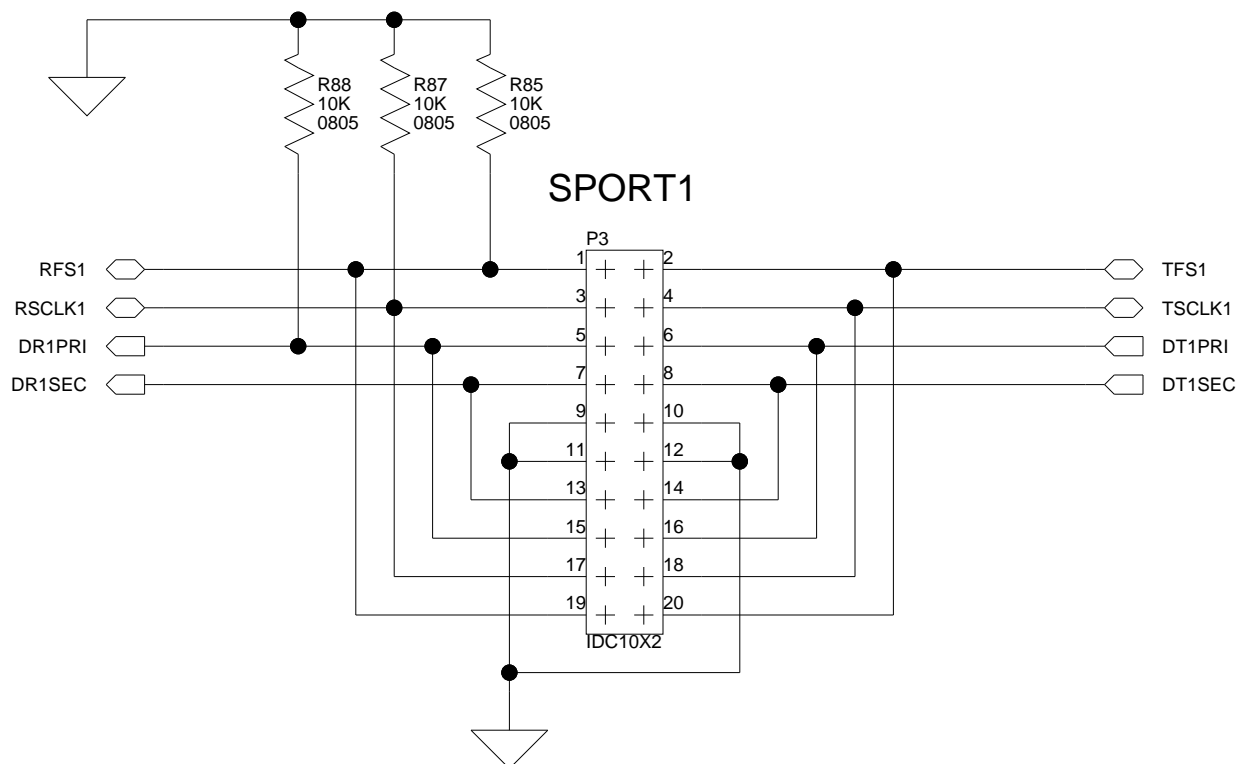 R88
10K
0805
R87
10K
0805
R85
10K
0805
SPORT1
P3
RFS1 1 2 TFS1
RSCLK1 3 4 TSCLK1
DR1PRI 5 6 DT1PRI
DR1SEC 7 8 DT1SEC
9 10
11 12
13 14
15 16
17 18
19 20
IDC10X2